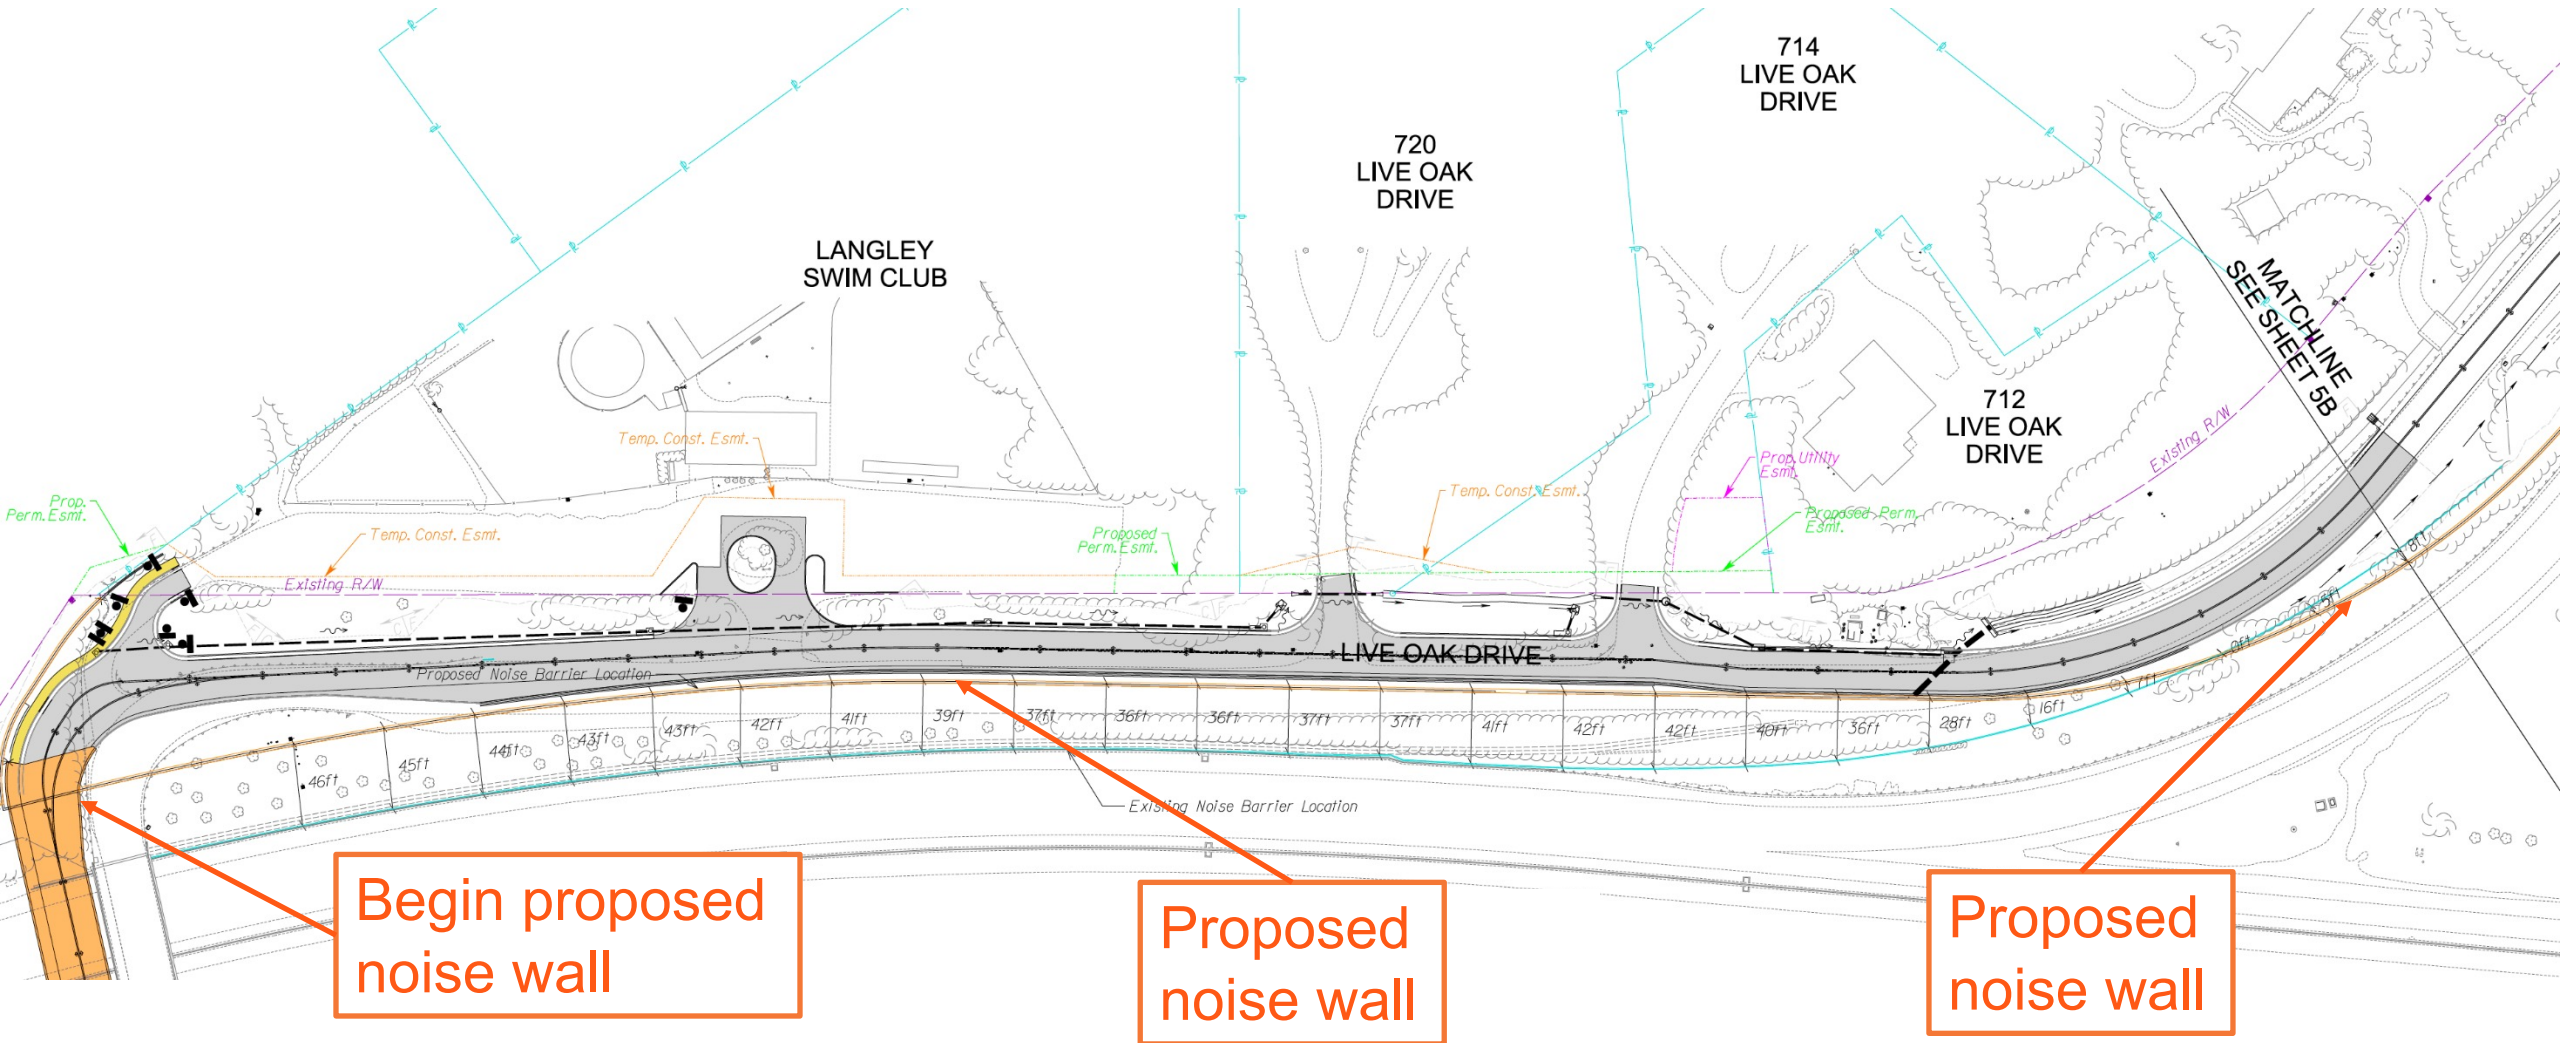 714
LIVE OAK
DRIVE
720
LIVE OAK
DRIVE
LANGLEY
SWIM CLUB
MATCHLINE
SEE SHEET 5B
712
LIVE OAK
DRIVE
Existing R/W
Temp. Const. Esmt.
Prop. Utility
Esmt.
Temp. Const. Esmt.
Prop.
Perm. Esmt.
Temp. Const. Esmt.
Proposed
Perm. Esmt.
Proposed Perm.
Esmt.
Existing R/W
LIVE OAK DRIVE
Proposed Noise Barrier Location
46ft
45ft
44ft
43ft
43ft
42ft
41ft
39ft
37ft
36ft
36ft
37ft
37ft
41ft
42ft
42ft
40ft
36ft
28ft
16ft
7ft
8ft
Existing Noise Barrier Location
Begin proposed
noise wall
Proposed
noise wall
Proposed
noise wall